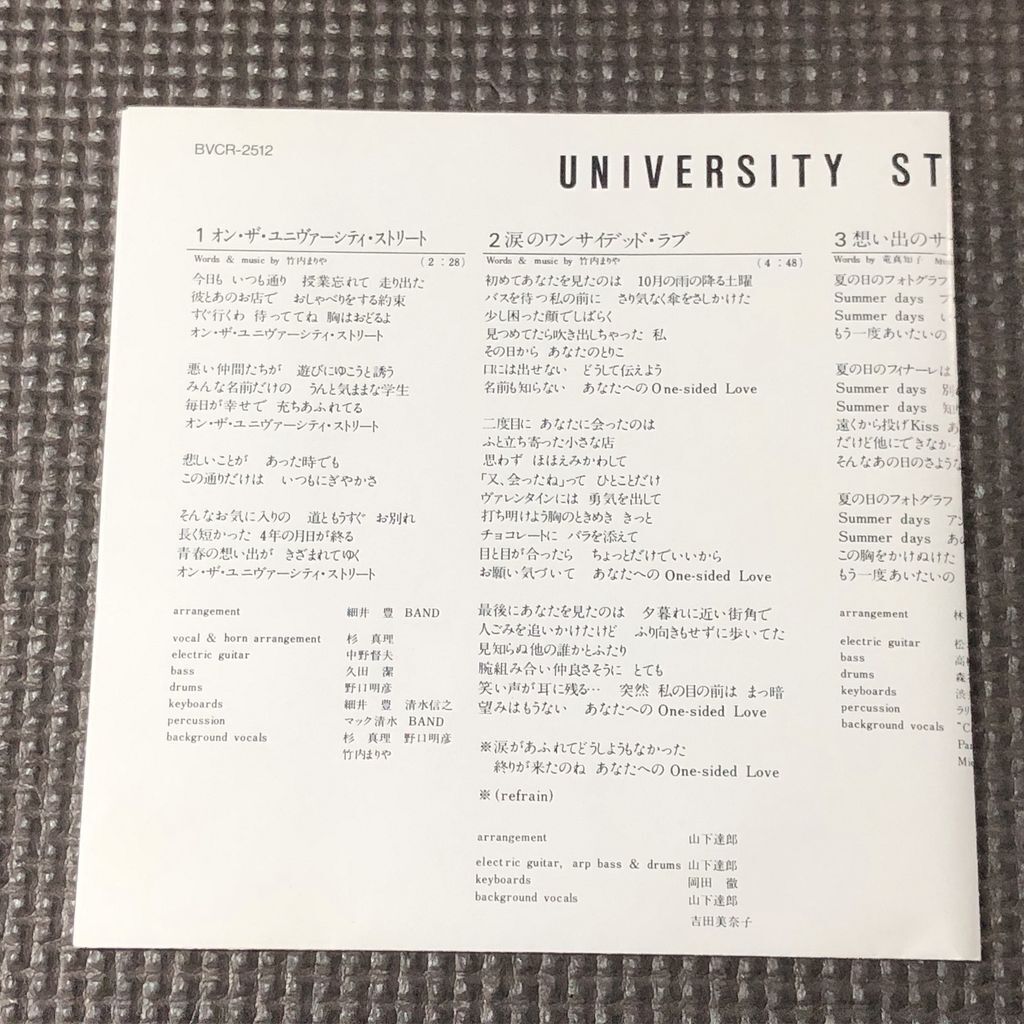 BVCR-2512
UNIVERSITY ST
1 オン・ザ・ユニヴァーシティ・ストリート
Words & music by 竹内まりや (2:28)
今日も いつも通り 授業忘れて 走り出た
彼とあのお店で おしゃべりをする約束
すぐ行くわ 待っててね 胸はおどるよ
オン・ザ・ユニヴァーシティ・ストリート
悪い仲間たちが 遊びにゆこうと誘う
みんな名前だけの うんと気ままな学生
毎日が幸せで 充ちあふれてる
オン・ザ・ユニヴァーシティ・ストリート
悲しいことが あった時でも
この通りだけは いつもにぎやかさ
そんなお気に入りの 道ともうすぐ お別れ
長く短かった 4年の月日が終る
青春の想い出が きざまれてゆく
オン・ザ・ユニヴァーシティ・ストリート
arrangement 細井 豊 BAND
vocal & horn arrangement 杉 真理
electric guitar 中野督夫
bass 久田 潔
drums 野口明彦
keyboards 細井 豊 清水信之
percussion マック清水 BAND
background vocals 杉 真理 野口明彦
竹内まりや
2 涙のワンサイデッド・ラブ
Words & music by 竹内まりや (4:48)
初めてあなたを見たのは 10月の雨の降る土曜
バスを待つ私の前に さり気なく傘をさしかけた
少し困った顔でしばらく
見つめてたら吹き出しちゃった 私
その日から あなたのとりこ
口には出せない どうして伝えよう
名前も知らない あなたへの One-sided Love
二度目に あなたに会ったのは
ふと立ち寄った小さな店
思わず ほほえみかわして
「又、会ったね」って ひとことだけ
ヴァレンタインには 勇気を出して
打ち明けよう胸のときめき きっと
チョコレートに バラを添えて
目と目が合ったら ちょっとだけでいいから
お願い気づいて あなたへの One-sided Love
最後にあなたを見たのは 夕暮れに近い街角で
人ごみを追いかけたけど ふり向きもせずに歩いてた
見知らぬ他の誰かとふたり
腕組み合い仲良さそうに とても
笑い声が耳に残る… 突然 私の目の前は まっ暗
望みはもうない あなたへの One-sided Love
※涙があふれてどうしようもなかった
終りが来たのね あなたへの One-sided Love
※(refrain)
arrangement 山下達郎
electric guitar, arp bass & drums 山下達郎
keyboards 岡田 徹
background vocals 山下達郎
吉田美奈子
3 想い出のサ
Words by 竜真知子 Mu
夏の日のフォトグラフ
Summer days
Summer days
もう一度あいたいの
夏の日のフィナーレは
Summer days 別
Summer days 知
遠くから投げKiss あ
だけど他にできなか
そんなあの日のさよう
夏の日のフォトグラフ
Summer days アン
Summer days あ
この胸をかけぬけた
もう一度あいたいの
arrangement 林
electric guitar 松
bass 高
drums 森
keyboards 渋
percussion ラリ
background vocals "C
Pa
Mi